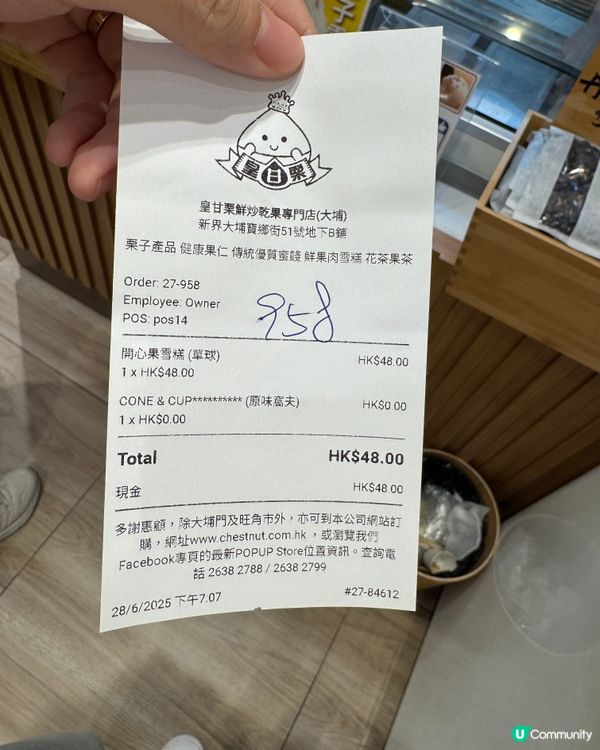 皇甘栗
皇甘栗鮮炒乾果專門店(大埔)
新界大埔寶鄉街51號地下B鋪
栗子產品 健康果仁 傳統優質蜜餞 鮮果肉雪糕 花茶果茶
Order: 27-958
Employee: Owner
POS: pos14
958
開心果雪糕 (單球) HK$48.00
1 x HK$48.00
CONE & CUP********** (原味窩夫) HK$0.00
1 x HK$0.00
Total HK$48.00
現金 HK$48.00
多謝惠顧，除大埔門及旺角市外，亦可到本公司網站訂
購，網址www.chestnut.com.hk ，或瀏覽我們
Facebook專頁的最新POPUP Store位置資訊。查詢電
話 2638 2788 / 2638 2799
28/6/2025 下午7:07 #27-84612
子
U Community